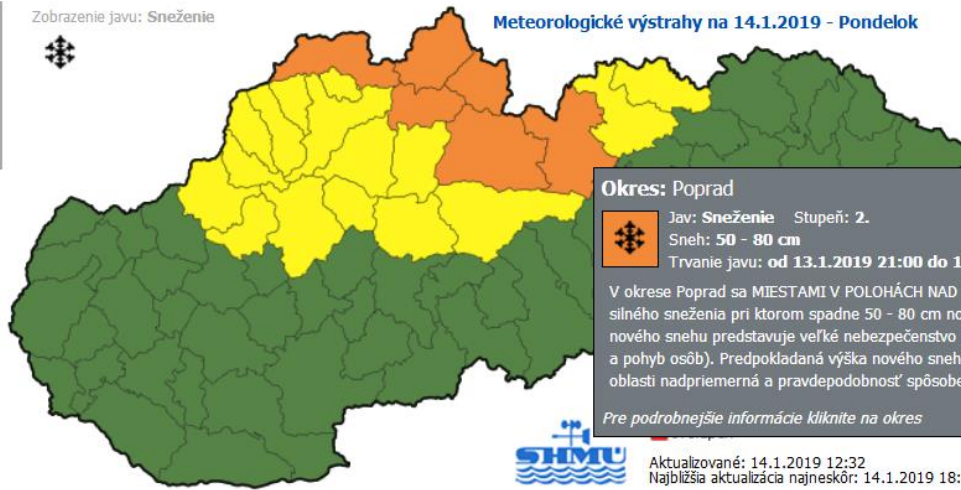 Zobrazenie javu: Sneženie
Meteorologické výstrahy na 14.1.2019 - Pondelok
Okres: Poprad
Jav: Sneženie Stupeň: 2.
Sneh: 50 - 80 cm
Trvanie javu: od 13.1.2019 21:00 do 1
V okrese Poprad sa MIESTAMI V POLOHÁCH NAD
silného sneženia pri ktorom spadne 50 - 80 cm no
nového snehu predstavuje veľké nebezpečenstvo
a pohyb osôb). Predpokladaná výška nového sneh
oblasti nadpriemerná a pravdepodobnosť spôsobe
Pre podrobnejšie informácie kliknite na okres
SHMÚ
Aktualizované: 14.1.2019 12:32
Najbližšia aktualizácia najneskôr: 14.1.2019 18: